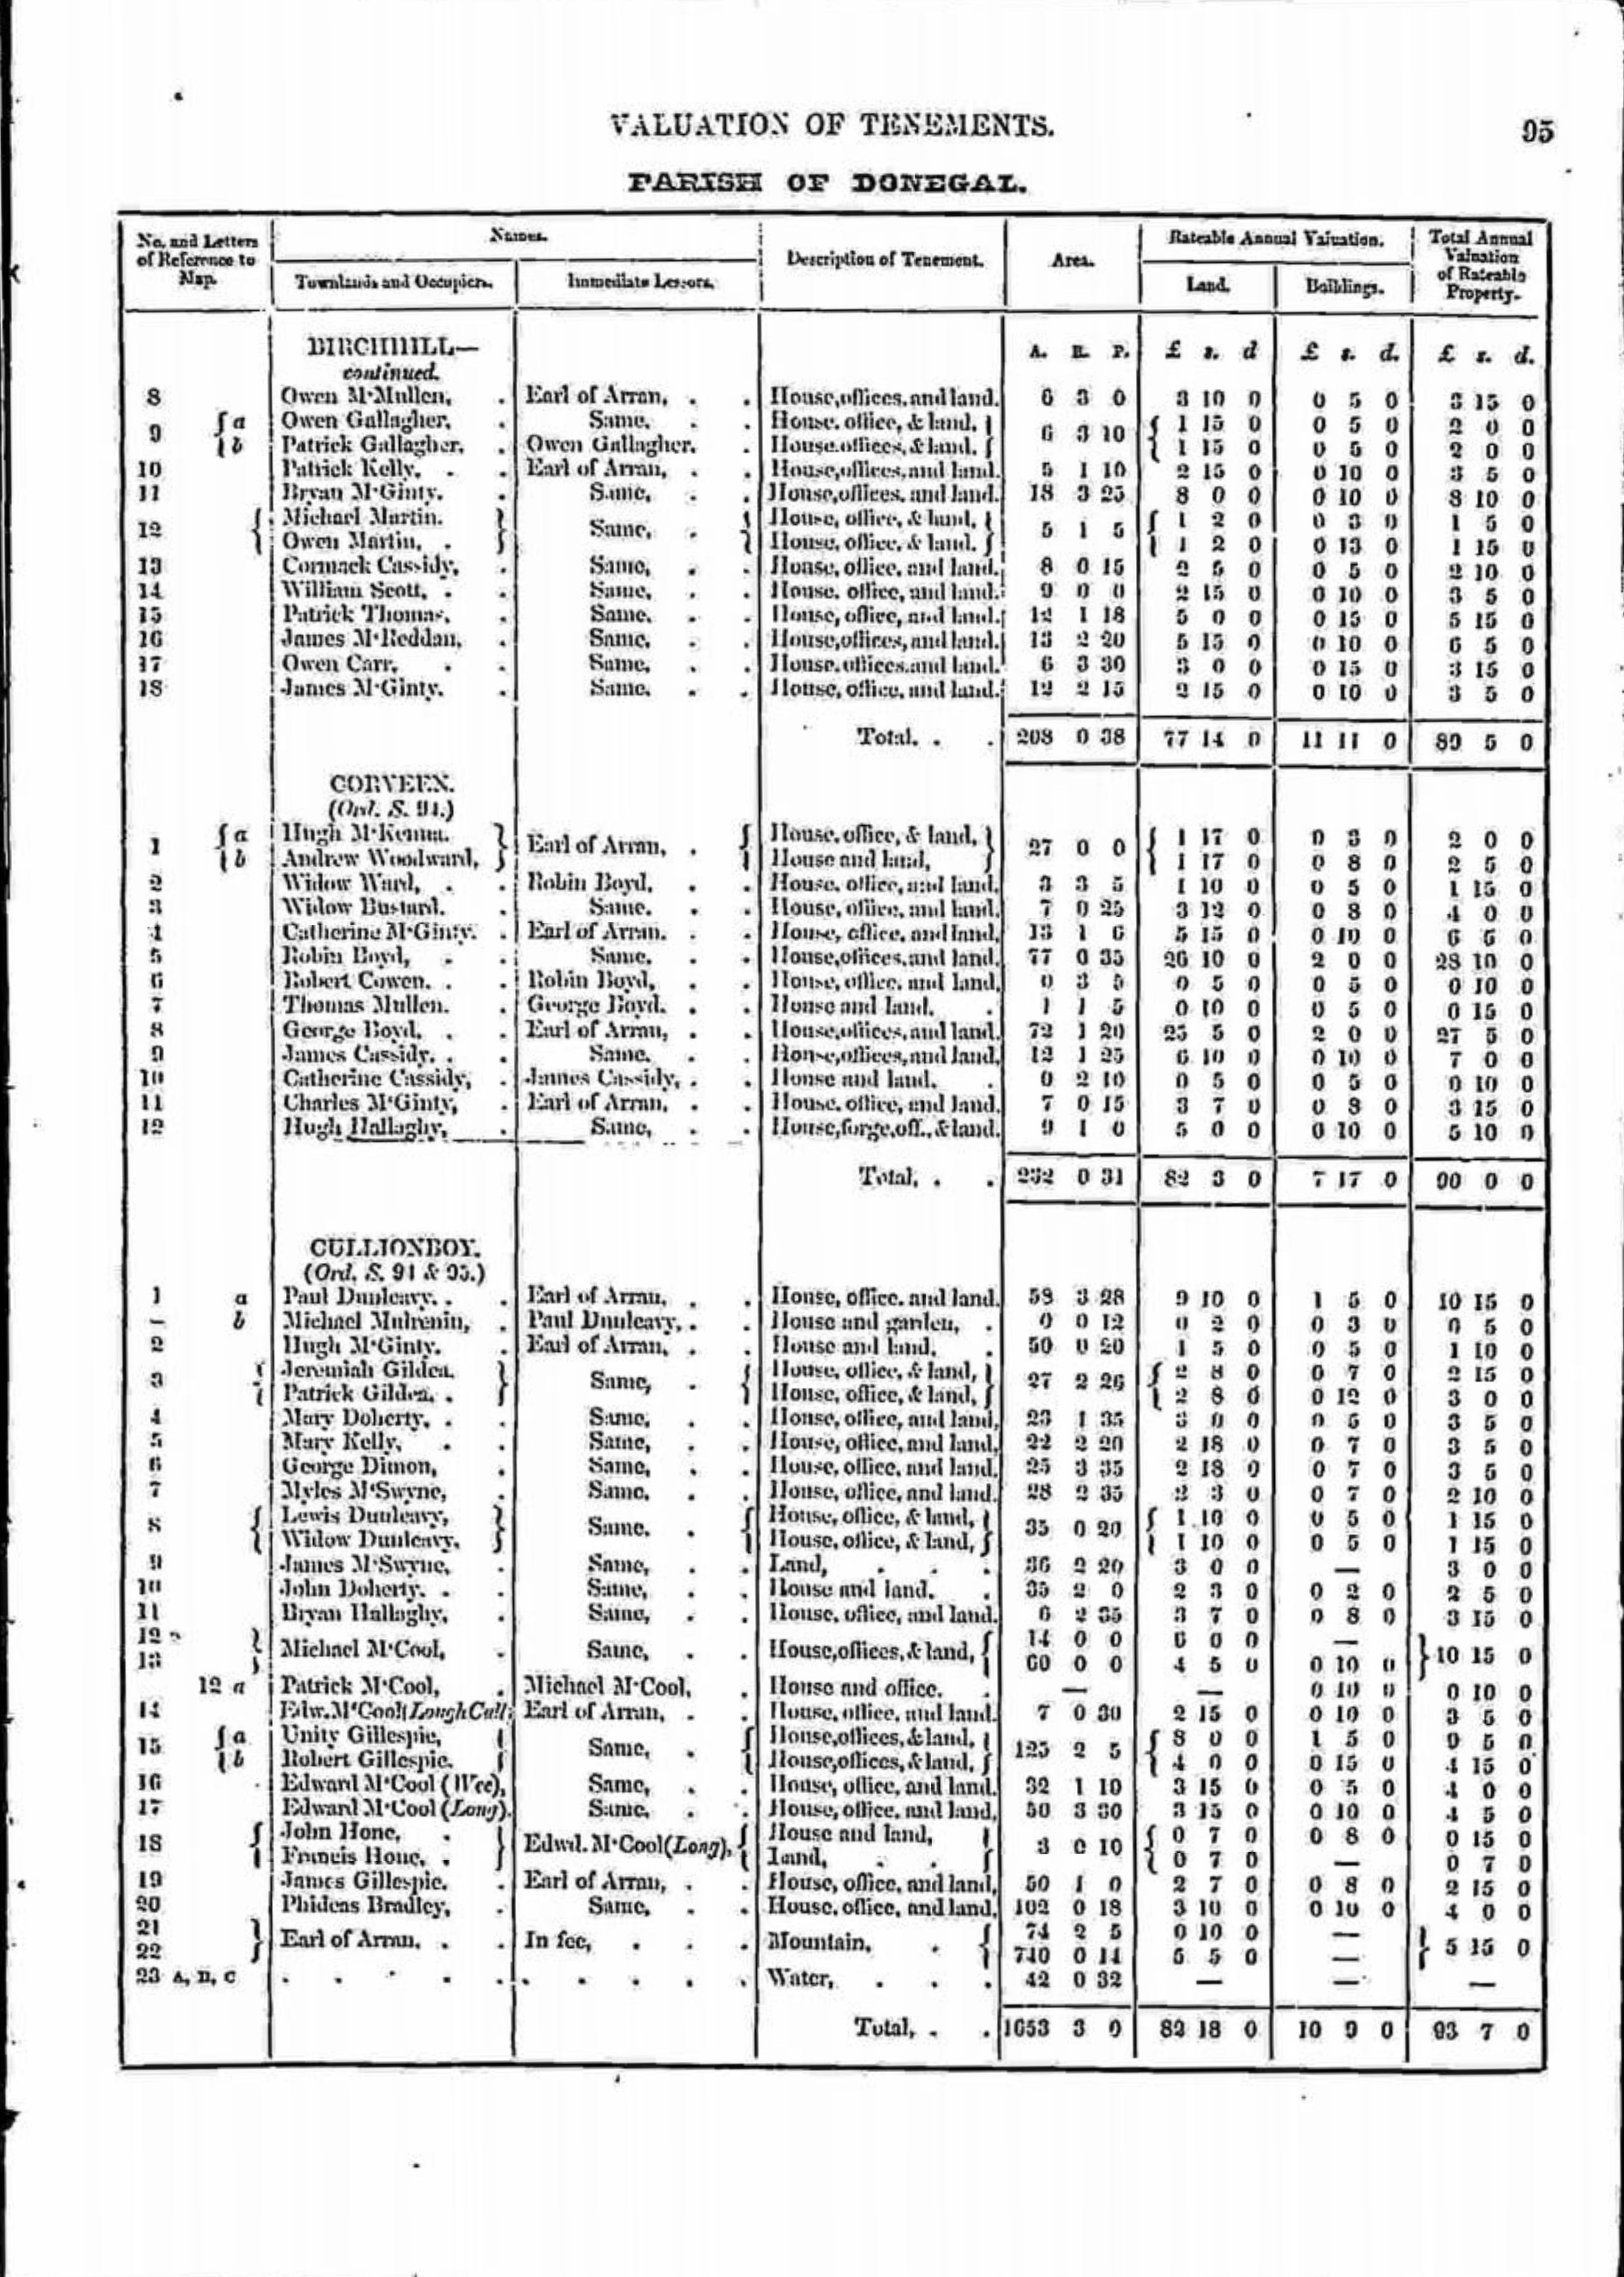 VALUATION OF TENEMENTS. 95
PARISH OF DONEGAL.
No. and Letters of Reference to Map. Names. Townlands and Occupiers. Immediate Lessors. Description of Tenement. Area. Rateable Annual Valuation. Land. Buildings. Total Annual Valuation of Rateable Property.
BIRCHHILL— A. R. P. £ s. d £ s. d. £ s. d.
continued.
8 Owen M'Mullen, . Earl of Arran, . . House, offices, and land. 6 3 0 3 10 0 0 5 0 3 15 0
9 { a Owen Gallagher, . Same, . . House, office, & land, } 6 3 10 { 1 15 0 0 5 0 2 0 0
{ b Patrick Gallagher, . Owen Gallagher. . House, offices, & land, } { 1 15 0 0 5 0 2 0 0
10 Patrick Kelly, . . Earl of Arran, . . House, offices, and land. 5 1 10 2 15 0 0 10 0 3 5 0
11 Bryan M'Ginty, . Same, . . House, offices, and land. 18 3 25 8 0 0 0 10 0 8 10 0
12 { Michael Martin. } Same, . { House, office, & land, } 5 1 5 { 1 2 0 0 3 0 1 5 0
{ Owen Martin, . } { House, office, & land. } { 1 2 0 0 13 0 1 15 0
13 Cormack Cassidy, . Same, . . House, office, and land. 8 0 15 2 5 0 0 5 0 2 10 0
14 William Scott, . . Same, . . House, office, and land. 9 0 0 2 15 0 0 10 0 3 5 0
15 Patrick Thomas, . Same, . . House, office, and land. 12 1 18 5 0 0 0 15 0 5 15 0
16 James M'Reddan, . Same, . . House, offices, and land. 13 2 20 5 15 0 0 10 0 6 5 0
17 Owen Carr, . . Same, . . House, offices, and land. 6 3 30 3 0 0 0 15 0 3 15 0
18 James M'Ginty. . Same, . . House, office, and land. 12 2 15 2 15 0 0 10 0 3 5 0
Total, . . 208 0 38 77 14 0 11 11 0 89 5 0
CORVEEN.
(Ord. S. 94.)
1 { a Hugh M'Kenna. } Earl of Arran, . { House, office, & land, } 27 0 0 { 1 17 0 0 3 0 2 0 0
{ b Andrew Woodward, } { House and land, } { 1 17 0 0 8 0 2 5 0
2 Widow Ward, . . Robin Boyd, . . House, office, and land. 3 3 5 1 10 0 0 5 0 1 15 0
3 Widow Bustard. . Same. . . House, office, and land. 7 0 25 3 12 0 0 8 0 4 0 0
4 Catherine M'Ginty. . Earl of Arran. . . House, office, and land, 13 1 6 5 15 0 0 10 0 6 5 0
5 Robin Boyd, . . Same, . . House, offices, and land. 77 0 35 26 10 0 2 0 0 28 10 0
6 Robert Cowen. . . Robin Boyd, . . House, office, and land, 0 3 5 0 5 0 0 5 0 0 10 0
7 Thomas Mullen. . George Boyd. . . House and land. . 1 1 5 0 10 0 0 5 0 0 15 0
8 George Boyd. . . Earl of Arran, . . House, offices, and land. 72 1 20 25 5 0 2 0 0 27 5 0
9 James Cassidy. . . Same. . . House, offices, and land, 12 1 25 6 10 0 0 10 0 7 0 0
10 Catherine Cassidy, . James Cassidy, . . House and land. . 0 2 10 0 5 0 0 5 0 0 10 0
11 Charles M'Ginty, . Earl of Arran, . . House, office, and land. 7 0 15 3 7 0 0 8 0 3 15 0
12 Hugh Hallaghy, . Same, . . House, forge, off., & land. 9 1 0 5 0 0 0 10 0 5 10 0
Total, . . 232 0 31 82 3 0 7 17 0 90 0 0
CULLIONBOY.
(Ord. S. 94 & 95.)
1 a Paul Dunleavy. . . Earl of Arran, . . House, office, and land. 58 3 28 9 10 0 1 5 0 10 15 0
– b Michael Mulrenin, . Paul Dunleavy, . . House and garden, . 0 0 12 0 2 0 0 3 0 0 5 0
2 Hugh M'Ginty. . Earl of Arran, . . House and land, . 50 0 20 1 5 0 0 5 0 1 10 0
3 { Jeremiah Gildea. } Same, . { House, office, & land, } 27 2 26 { 2 8 0 0 7 0 2 15 0
{ Patrick Gildea. . } { House, office, & land, } { 2 8 0 0 12 0 3 0 0
4 Mary Doherty, . . Same, . . House, office, and land, 23 1 35 3 0 0 0 5 0 3 5 0
5 Mary Kelly, . . Same, . . House, office, and land, 22 2 20 2 18 0 0 7 0 3 5 0
6 George Dimon, . Same, . . House, office, and land. 25 3 35 2 18 0 0 7 0 3 5 0
7 Myles M'Swyne, . Same. . . House, office, and land. 28 2 35 2 3 0 0 7 0 2 10 0
8 { Lewis Dunleavy, } Same. . { House, office, & land, } 35 0 20 { 1 10 0 0 5 0 1 15 0
{ Widow Dunleavy, } { House, office, & land, } { 1 10 0 0 5 0 1 15 0
9 James M'Swyne, . Same, . . Land, . . . 36 2 20 3 0 0 — 3 0 0
10 John Doherty. . . Same, . . House and land. . 35 2 0 2 3 0 0 2 0 2 5 0
11 Bryan Hallaghy, . Same, . . House, office, and land. 6 2 35 3 7 0 0 8 0 3 15 0
12 } Michael M'Cool, . Same, . . House, offices, & land, { 14 0 0 6 0 0 — } 10 15 0
13 } { 60 0 0 4 5 0 0 10 0 }
12 a Patrick M'Cool, . Michael M'Cool, . House and office. . — — 0 10 0 0 10 0
14 Edw. M'Cool Earl of Arran, . . House, office, and land. 7 0 30 2 15 0 0 10 0 3 5 0
15 { a Unity Gillespie, } Same, . { House, offices, & land, } 125 2 5 { 8 0 0 1 5 0 9 5 0
{ b Robert Gillespie. } { House, offices, & land, } { 4 0 0 0 15 0 4 15 0
16 Edward M'Cool (Wee), Same, . . House, office, and land. 32 1 10 3 15 0 0 5 0 4 0 0
17 Edward M'Cool (Long). Same, . . House, office, and land, 50 3 30 3 15 0 0 10 0 4 5 0
18 { John Hone, . } Edwd. M'Cool (Long), { House and land, } 3 0 10 { 0 7 0 0 8 0 0 15 0
{ Francis Hone, . } { Land, . . } { 0 7 0 — 0 7 0
19 James Gillespie. . Earl of Arran, . . House, office, and land, 50 1 0 2 7 0 0 8 0 2 15 0
20 Phideas Bradley, . Same, . . House, office, and land, 102 0 18 3 10 0 0 10 0 4 0 0
21 } Earl of Arran, . . In fee, . . . Mountain, . { 74 2 5 0 10 0 — } 5 15 0
22 } { 740 0 14 5 5 0 — }
23 A, B, C . . . . . . . . . . Water, . . . 42 0 32 — — —
Total, . . 1653 3 0 82 18 0 10 9 0 93 7 0